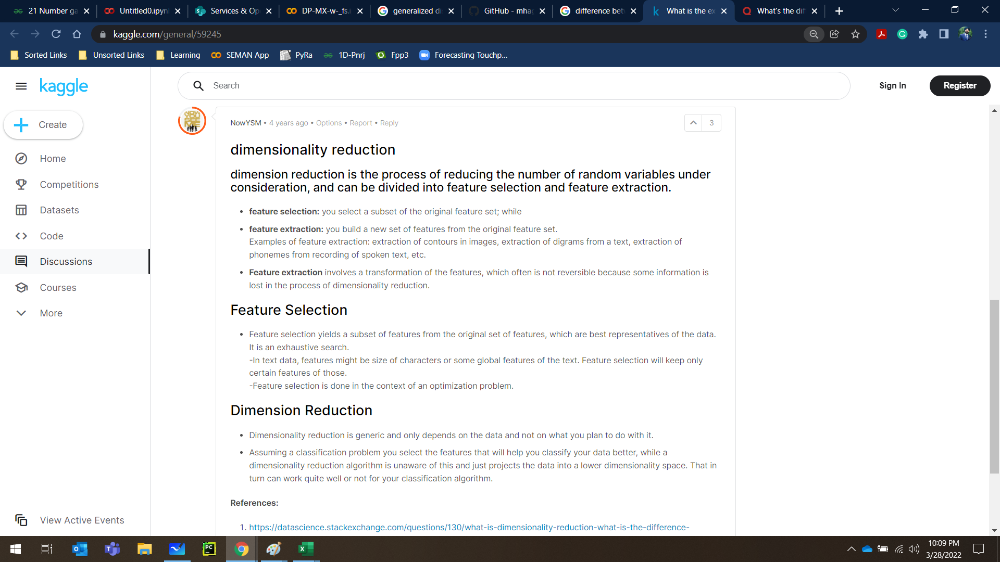 21 Number ga
Untitled0.ipyn
Services & Op
DP-MX-w-_fs.i
generalized di
GitHub - mhag
difference bet
What is the ex
What's the dif
kaggle.com/general/59245
Sorted Links
Unsorted Links
Learning
SEMAN App
PyRa
1D-Pnrj
Fpp3
Forecasting Touchp...
kaggle
Search
Sign In
Register
Create
Home
Competitions
Datasets
Code
Discussions
Courses
More
View Active Events
NowYSM • 4 years ago • Options • Report • Reply
3
dimensionality reduction
dimension reduction is the process of reducing the number of random variables under
consideration, and can be divided into feature selection and feature extraction.
• feature selection: you select a subset of the original feature set; while
• feature extraction: you build a new set of features from the original feature set.
Examples of feature extraction: extraction of contours in images, extraction of digrams from a text, extraction of
phonemes from recording of spoken text, etc.
• Feature extraction involves a transformation of the features, which often is not reversible because some information is
lost in the process of dimensionality reduction.
Feature Selection
• Feature selection yields a subset of features from the original set of features, which are best representatives of the data.
It is an exhaustive search.
-In text data, features might be size of characters or some global features of the text. Feature selection will keep only
certain features of those.
-Feature selection is done in the context of an optimization problem.
Dimension Reduction
• Dimensionality reduction is generic and only depends on the data and not on what you plan to do with it.
• Assuming a classification problem you select the features that will help you classify your data better, while a
dimensionality reduction algorithm is unaware of this and just projects the data into a lower dimensionality space. That in
turn can work quite well or not for your classification algorithm.
References:
1. https://datascience.stackexchange.com/questions/130/what-is-dimensionality-reduction-what-is-the-difference-
10:09 PM
3/28/2022